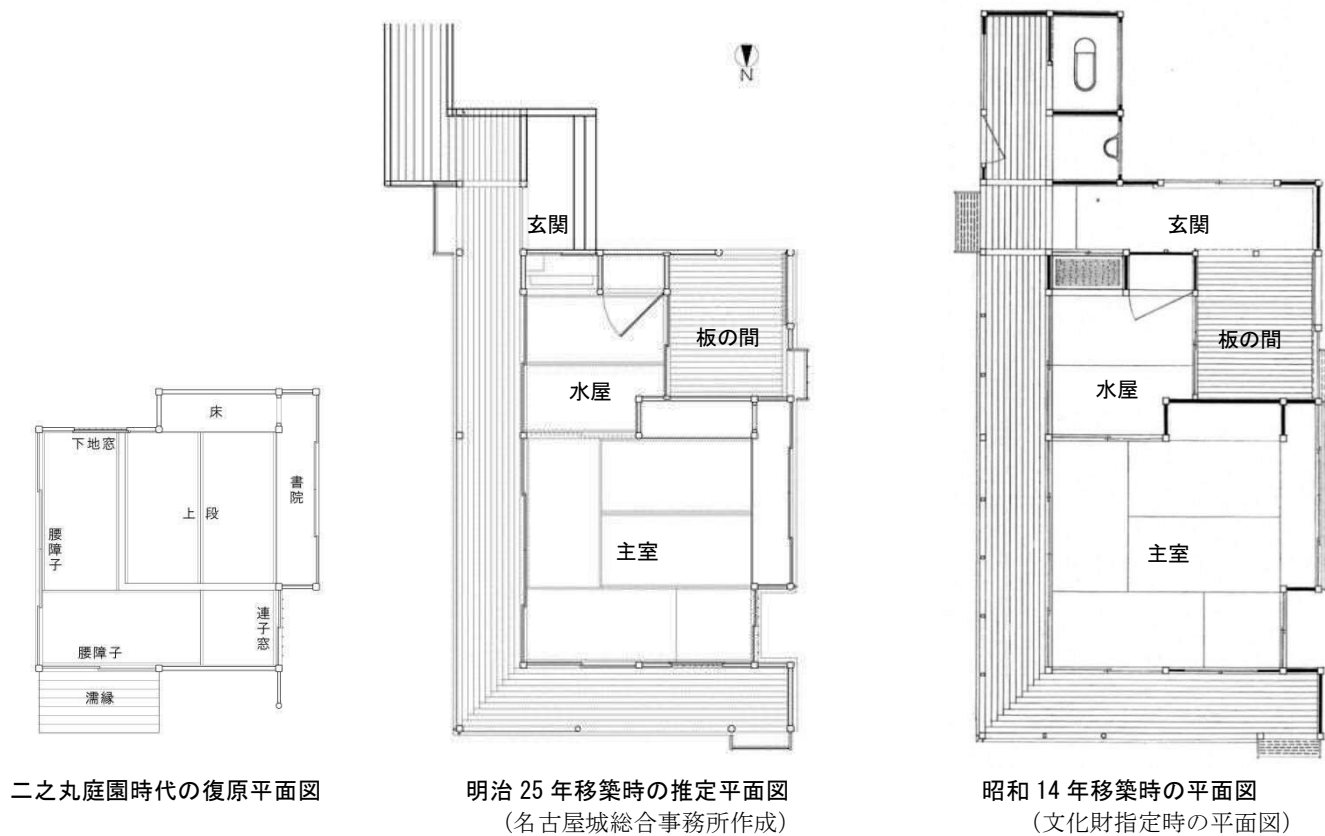 床
下地窓
書院
上段
腰障子
連子窓
腰障子
濡縁
二之丸庭園時代の復原平面図
N
玄関
板の間
水屋
主室
明治 25 年移築時の推定平面図
（名古屋城総合事務所作成）
玄関
板の間
水屋
主室
昭和 14 年移築時の平面図
（文化財指定時の平面図）